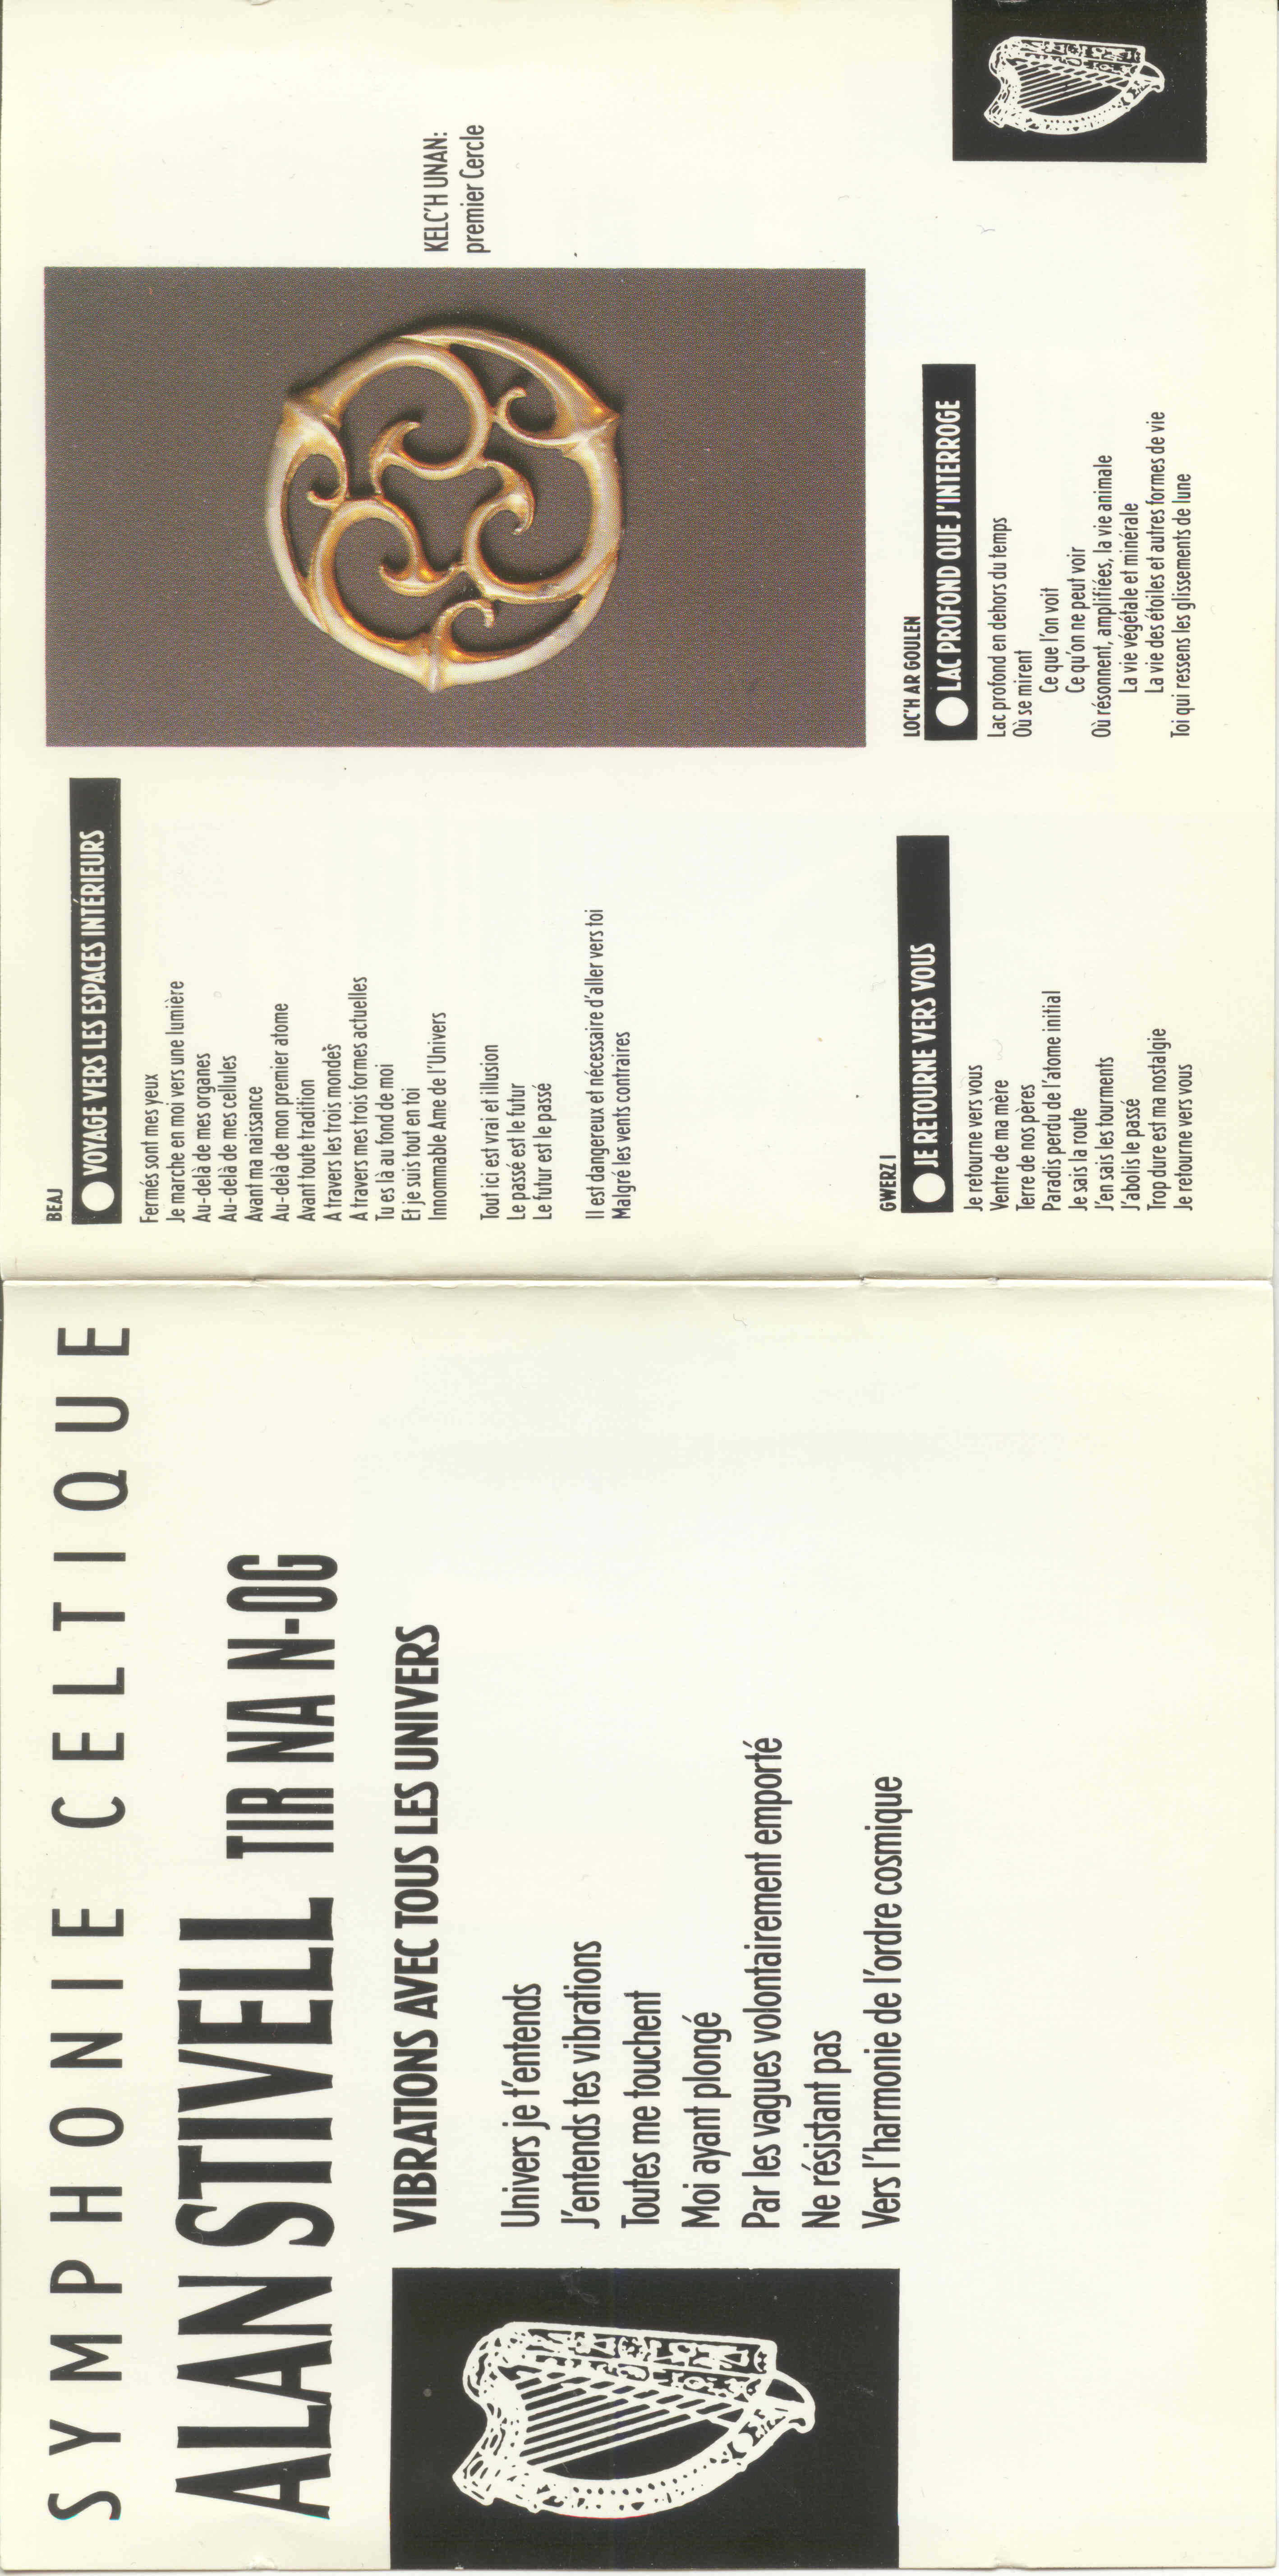 SYMPHONIE CELTIQUE
ALAN STIVELL TIR NA N-OG
VIBRATIONS AVEC TOUS LES UNIVERS
Univers je t'entends
J'entends tes vibrations
Toutes me touchent
Moi ayant plongé
Par les vagues volontairement emporté
Ne résistant pas
Vers l'harmonie de l'ordre cosmique
BEAJ
VOYAGE VERS LES ESPACES INTÉRIEURS
Fermés sont mes yeux
Je marche en moi vers une lumière
Au-delà de mes organes
Au-delà de mes cellules
Avant ma naissance
Au-delà de mon premier atome
Avant toute tradition
A travers les trois mondes
A travers mes trois formes actuelles
Tu es là au fond de moi
Et je suis tout en toi
Innommable Ame de l'Univers
Tout ici est vrai et illusion
Le passé est le futur
Le futur est le passé
Il est dangereux et nécessaire d'aller vers toi
Malgré les vents contraires
KELC'H UNAN:
premier Cercle
GWERZ I
JE RETOURNE VERS VOUS
Je retourne vers vous
Ventre de ma mère
Terre de nos pères
Paradis perdu de l'atome initial
Je sais la route
J'en sais les tourments
J'abolis le passé
Trop dure est ma nostalgie
Je retourne vers vous
LOC'H AR GOULEN
LAC PROFOND QUE J'INTERROGE
Lac profond en dehors du temps
Où se mirent
Ce que l'on voit
Ce qu'on ne peut voir
Où résonnent, amplifiées, la vie animale
La vie végétale et minérale
La vie des étoiles et autres formes de vie
Toi qui ressens les glissements de lune